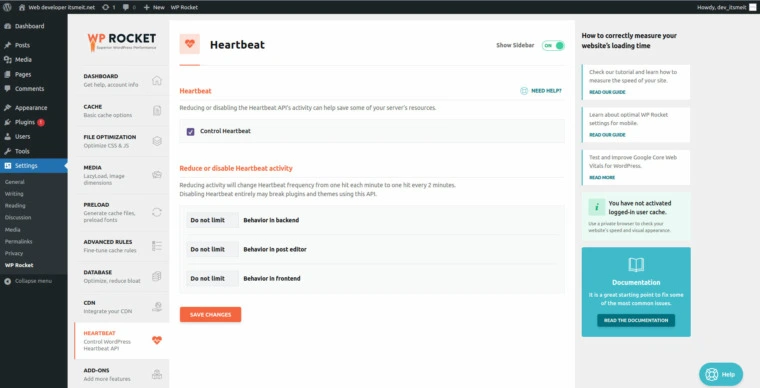 Web developer itsmeit.net 1 0 + New WP Rocket
Howdy, dev_itsmeit
Dashboard
Posts
Media
Pages
Comments
Appearance
Plugins 1
Users
Tools
Settings
General
Writing
Reading
Discussion
Media
Permalinks
Privacy
WP Rocket
Collapse menu
WP ROCKET
Superior WordPress Performance
DASHBOARD
Get help, account info
CACHE
Basic cache options
FILE OPTIMIZATION
Optimize CSS & JS
MEDIA
LazyLoad, image
dimensions
PRELOAD
Generate cache files,
preload fonts
ADVANCED RULES
Fine-tune cache rules
DATABASE
Optimize, reduce bloat
CDN
Integrate your CDN
HEARTBEAT
Control WordPress
Heartbeat API
ADD-ONS
Add more features
Heartbeat
Show Sidebar ON
Heartbeat
NEED HELP?
Reducing or disabling the Heartbeat API's activity can help save some of your server's resources.
Control Heartbeat
Reduce or disable Heartbeat activity
Reducing activity will change Heartbeat frequency from one hit each minute to one hit every 2 minutes.
Disabling Heartbeat entirely may break plugins and themes using this API.
Do not limit Behavior in backend
Do not limit Behavior in post editor
Do not limit Behavior in frontend
SAVE CHANGES
How to correctly measure your
website's loading time
Check our tutorial and learn how to
measure the speed of your site.
READ OUR GUIDE
Learn about optimal WP Rocket
settings for mobile.
READ OUR GUIDE
Test and Improve Google Core Web
Vitals for WordPress.
READ MORE
i You have not activated
logged-in user cache.
Use a private browser to check your
website's speed and visual appearance.
Documentation
It is a great starting point to fix some
of the most common issues.
READ THE DOCUMENTATION
Help